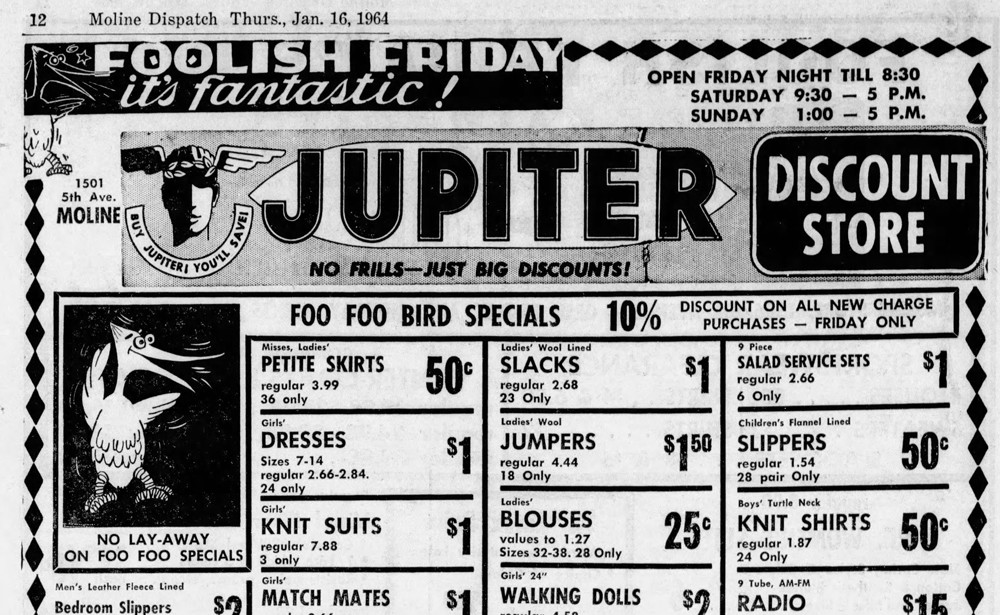 12 Moline Dispatch Thurs., Jan. 16, 1964
FOOLISH FRIDAY
it's fantastic!
OPEN FRIDAY NIGHT TILL 8:30
SATURDAY 9:30 — 5 P.M.
SUNDAY 1:00 — 5 P.M.
1501
5th Ave.
MOLINE
BUY JUPITER! YOU'LL SAVE!
JUPITER
NO FRILLS—JUST BIG DISCOUNTS!
DISCOUNT
STORE
FOO FOO BIRD SPECIALS
10% DISCOUNT ON ALL NEW CHARGE
PURCHASES — FRIDAY ONLY
NO LAY-AWAY
ON FOO FOO SPECIALS
Men's Leather Fleece Lined
Bedroom Slippers $2
Misses, Ladies'
PETITE SKIRTS 50c
regular 3.99
36 only
Girls'
DRESSES $1
Sizes 7-14
regular 2.66-2.84.
24 only
Girls'
KNIT SUITS $1
regular 7.88
3 only
Girls'
MATCH MATES $1
Ladies' Wool Lined
SLACKS $1
regular 2.68
23 Only
Ladies' Wool
JUMPERS $1 50
regular 4.44
18 Only
Ladies'
BLOUSES 25c
values to 1.27
Sizes 32-38. 28 Only
Girls' 24"
WALKING DOLLS $2
9 Piece
SALAD SERVICE SETS $1
regular 2.66
6 Only
Children's Flannel Lined
SLIPPERS 50c
regular 1.54
28 pair Only
Boys' Turtle Neck
KNIT SHIRTS 50c
regular 1.87
24 Only
9 Tube, AM-FM
RADIO $15